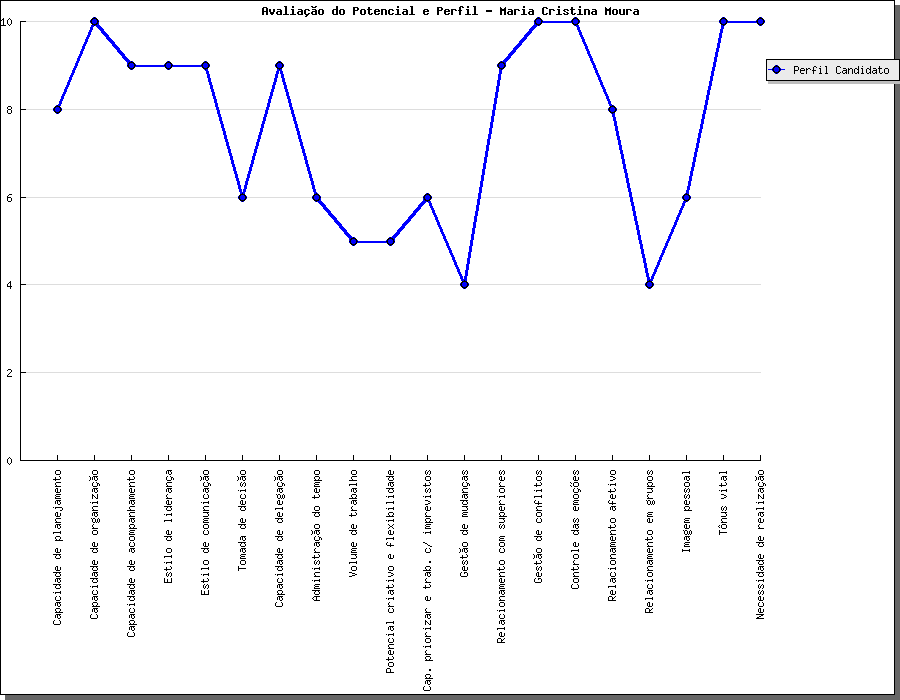 Avaliação do Potencial e Perfil - Maria Cristina Moura
10
8
6
4
2
0
Perfil Candidato
Capacidade de planejamento
Capacidade de organização
Capacidade de acompanhamento
Estilo de liderança
Estilo de comunicação
Tomada de decisão
Capacidade de delegação
Administração do tempo
Volume de trabalho
Potencial criativo e flexibilidade
Cap. priorizar e trab. c/ imprevistos
Gestão de mudanças
Relacionamento com superiores
Gestão de conflitos
Controle das emoções
Relacionamento afetivo
Relacionamento em grupos
Imagem pessoal
Tônus vital
Necessidade de realização